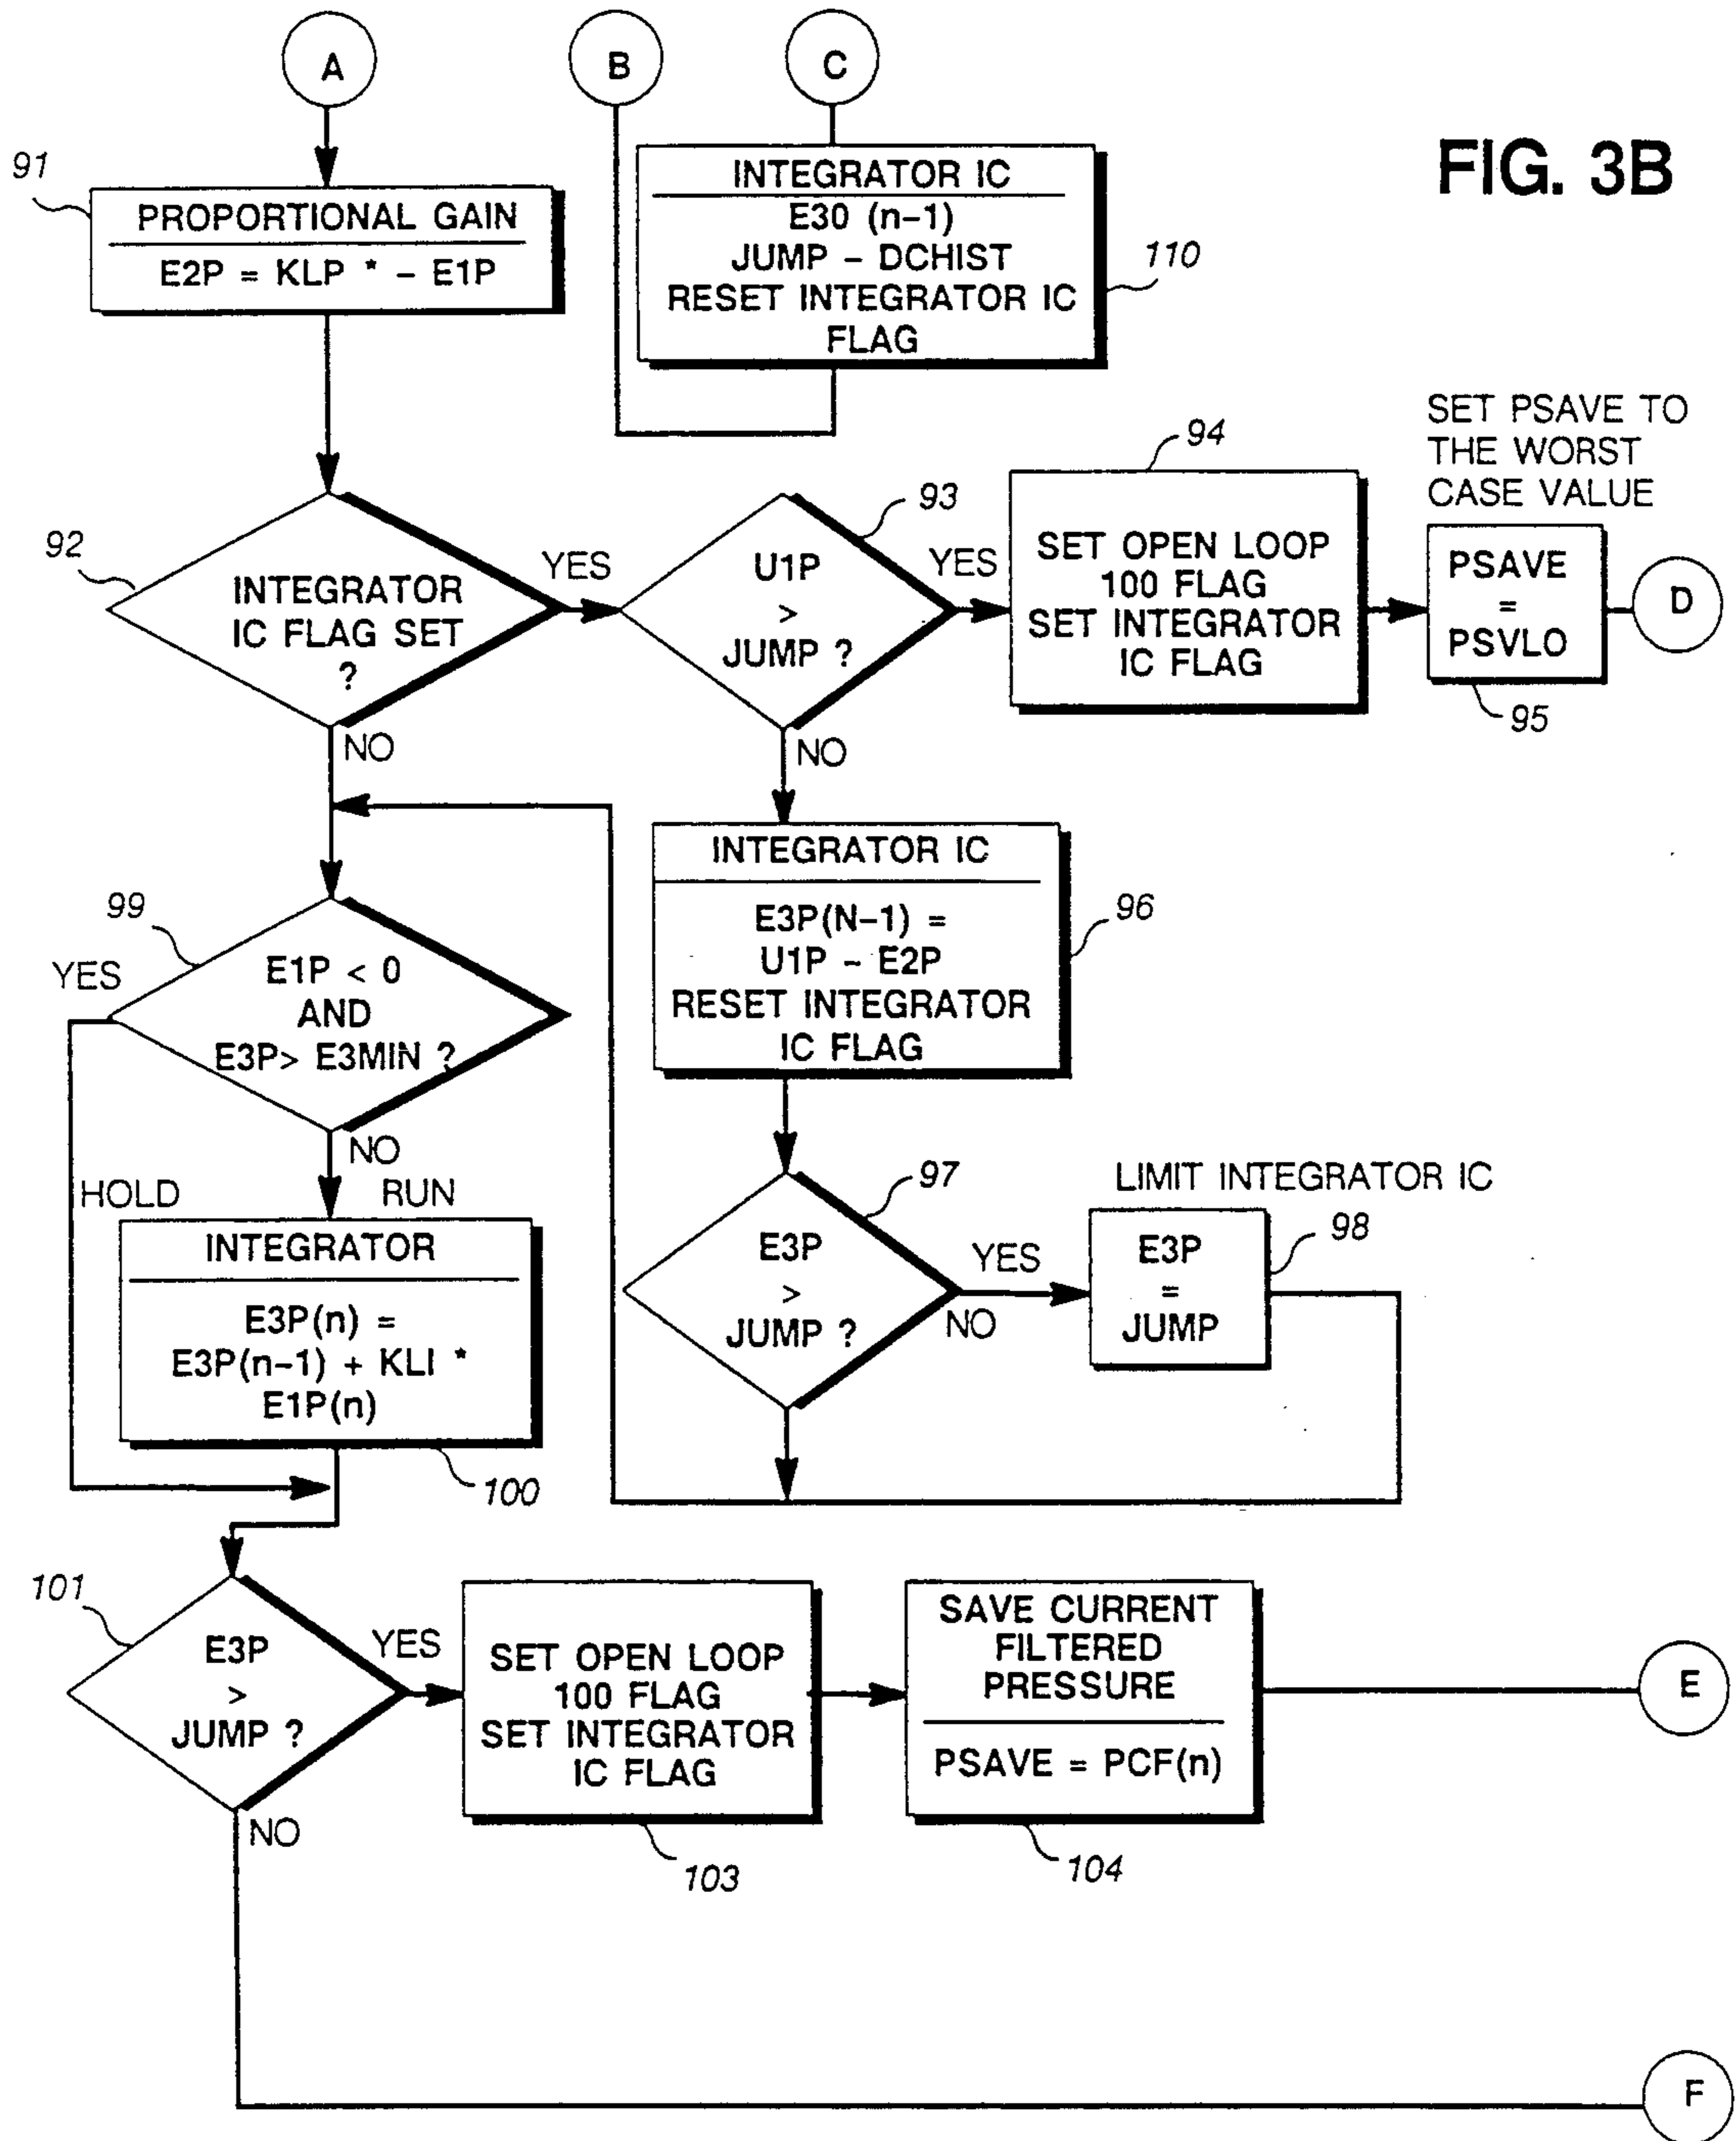 A
B
C
FIG. 3B
91
PROPORTIONAL GAIN
E2P = KLP * - E1P
INTEGRATOR IC
E30 (n-1)
JUMP - DCHIST
RESET INTEGRATOR IC
FLAG
110
92
INTEGRATOR
IC FLAG SET
?
YES
NO
93
U1P
>
JUMP ?
YES
NO
94
SET OPEN LOOP
100 FLAG
SET INTEGRATOR
IC FLAG
SET PSAVE TO
THE WORST
CASE VALUE
PSAVE
=
PSVLO
95
D
INTEGRATOR IC
E3P(N-1) =
U1P - E2P
RESET INTEGRATOR
IC FLAG
96
99
YES
E1P < 0
AND
E3P> E3MIN ?
NO
HOLD
RUN
INTEGRATOR
E3P(n) =
E3P(n-1) + KLI *
E1P(n)
100
97
E3P
>
JUMP ?
YES
NO
LIMIT INTEGRATOR IC
98
E3P
=
JUMP
101
E3P
>
JUMP ?
YES
NO
SET OPEN LOOP
100 FLAG
SET INTEGRATOR
IC FLAG
103
SAVE CURRENT
FILTERED
PRESSURE
PSAVE = PCF(n)
104
E
F